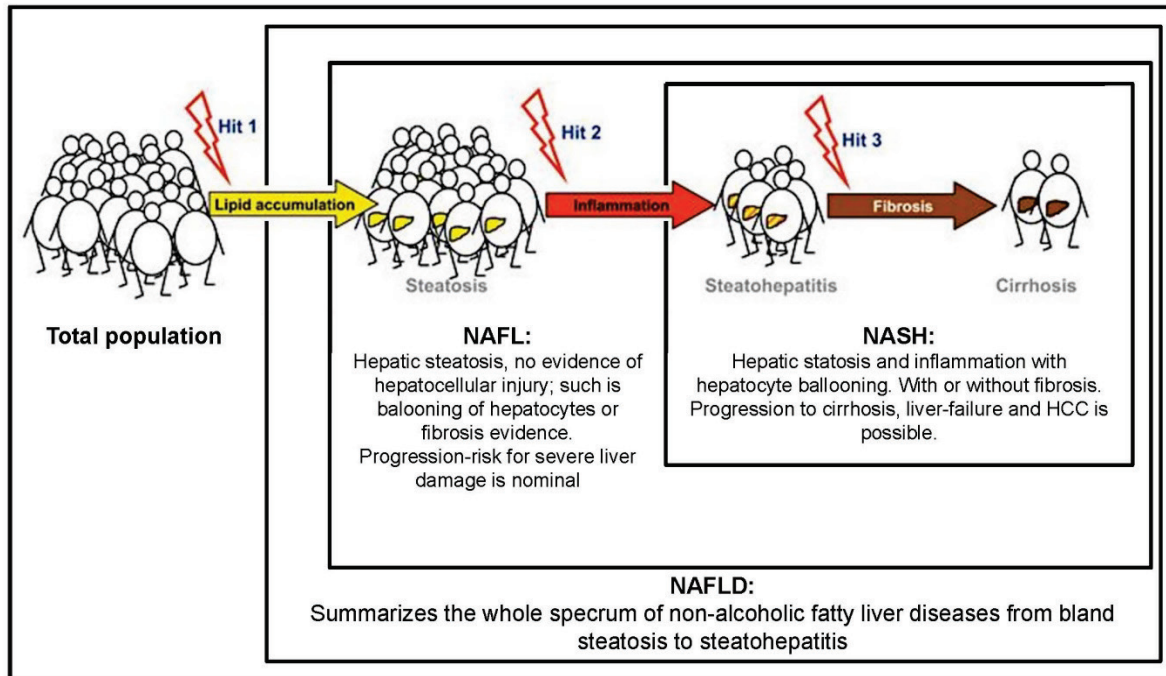 Hit 1
Hit 2
Hit 3
Lipid accumulation
Inflammation
Fibrosis
Steatosis
Steatohepatitis
Cirrhosis
Total population
NAFL:
Hepatic steatosis, no evidence of
hepatocellular injury; such is
balooning of hepatocytes or
fibrosis evidence.
Progression-risk for severe liver
damage is nominal
NASH:
Hepatic statosis and inflammation with
hepatocyte ballooning. With or without fibrosis.
Progression to cirrhosis, liver-failure and HCC is
possible.
NAFLD:
Summarizes the whole specrum of non-alcoholic fatty liver diseases from bland
steatosis to steatohepatitis